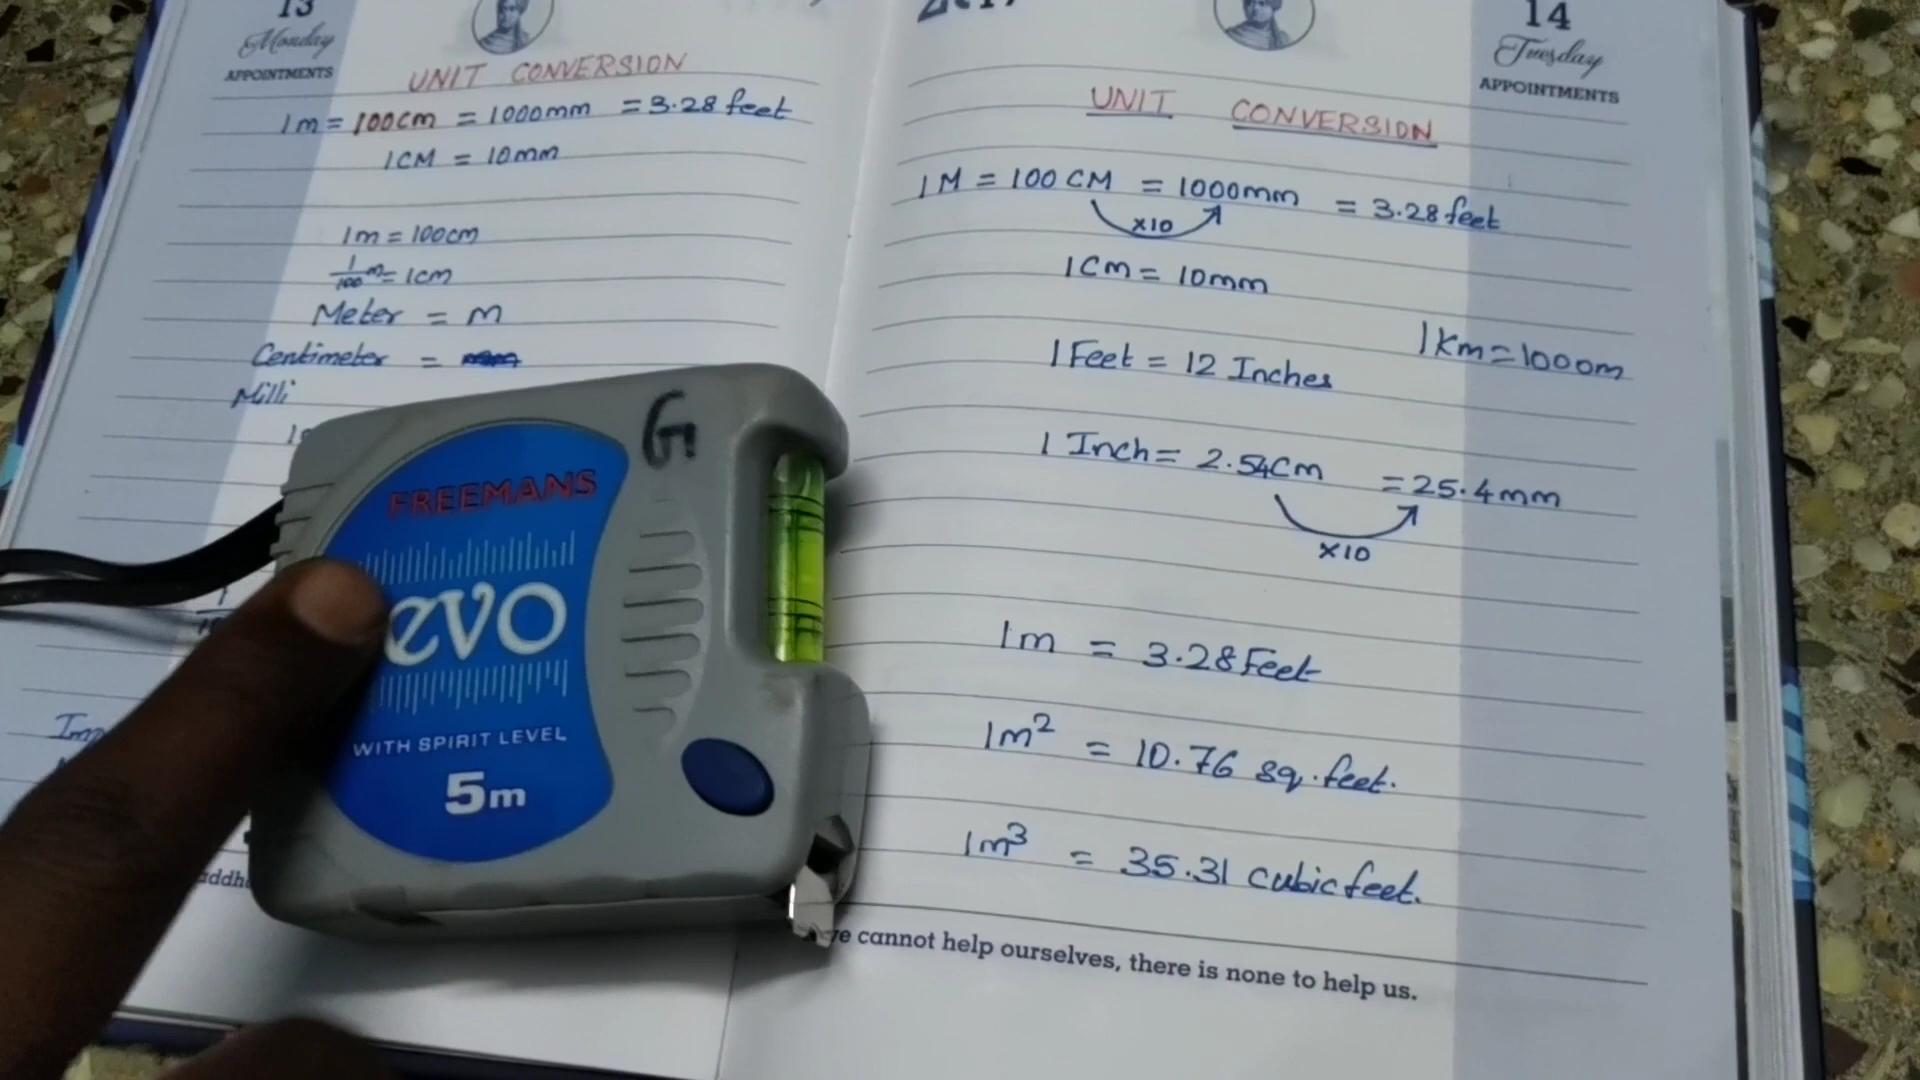 13
Monday
APPOINTMENTS
UNIT CONVERSION
1m = 100cm = 1000mm = 3.28 feet
1CM = 10mm
1m = 100cm
1/100 m = 1cm
Meter = m
Centimeter =
Milli
FREEMANS
evo
WITH SPIRIT LEVEL
5m
G
14
Tuesday
APPOINTMENTS
UNIT CONVERSION
1M = 100 CM = 1000mm = 3.28 feet
×10
1Cm = 10mm
1km = 1000m
1 Feet = 12 Inches
1 Inch = 2.54Cm = 25.4mm
×10
1m = 3.28 Feet
1m² = 10.76 sq. feet.
1m³ = 35.31 cubic feet.
cannot help ourselves, there is none to help us.